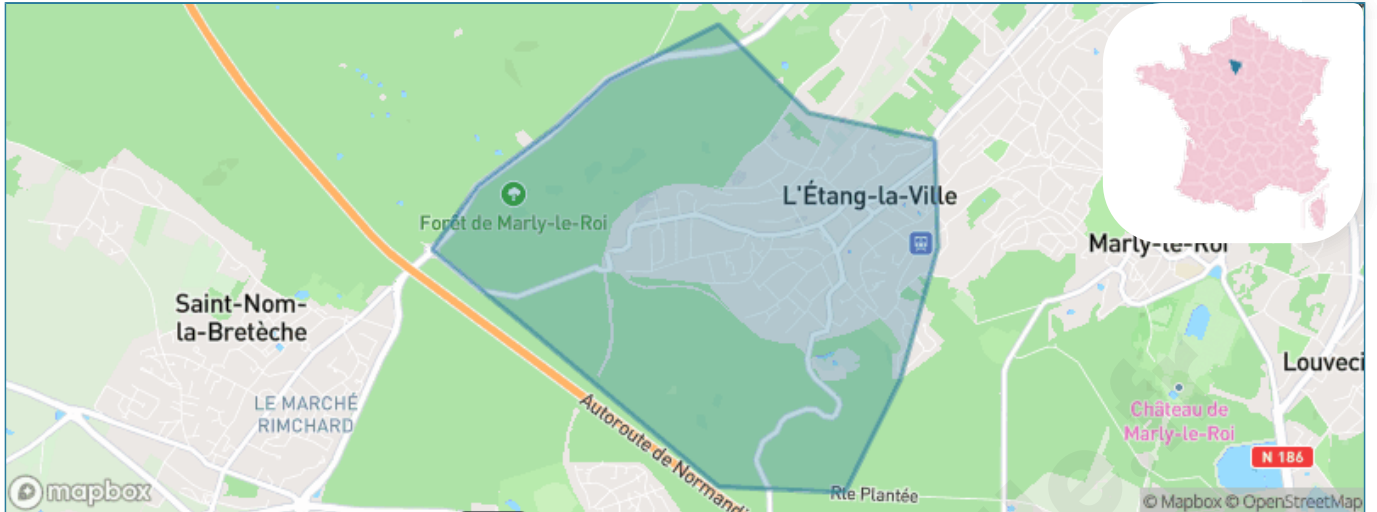 L'Étang-la-Ville
Forêt de Marly-le-Roi
Marly-le-Roi
Saint-Nom-
la-Bretèche
LE MARCHÉ
RIMCHARD
Autoroute de Normandi
Louveci
Château de
Marly-le-Roi
N 186
Rte Plantée
mapbox
© Mapbox © OpenStreetMap